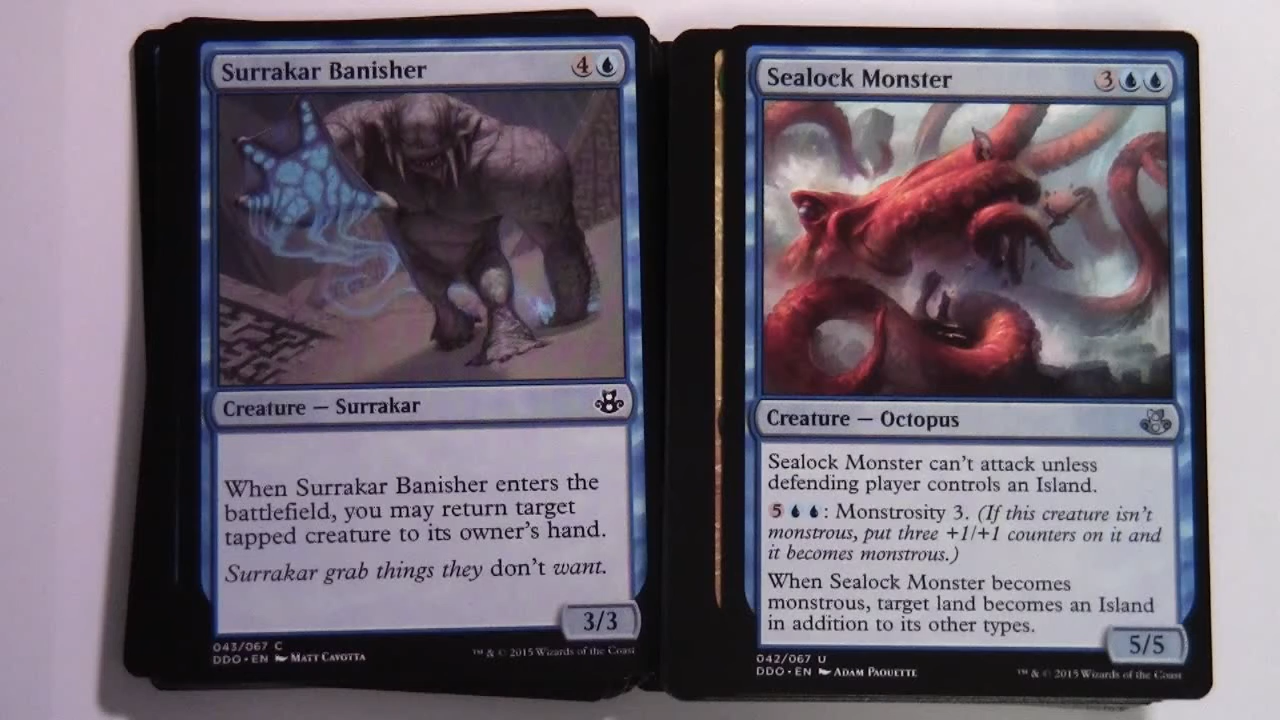 Surrakar Banisher 4
Creature — Surrakar
When Surrakar Banisher enters the
battlefield, you may return target
tapped creature to its owner's hand.
Surrakar grab things they don't want.
3/3
043/067 C
DDO • EN Matt Cavotta
™ & © 2015 Wizards of the Coast
Sealock Monster 3
Creature — Octopus
Sealock Monster can't attack unless
defending player controls an Island.
5 : Monstrosity 3. (If this creature isn't
monstrous, put three +1/+1 counters on it and
it becomes monstrous.)
When Sealock Monster becomes
monstrous, target land becomes an Island
in addition to its other types.
5/5
042/067 U
DDO • EN Adam Paquette
™ & © 2015 Wizards of the Coast